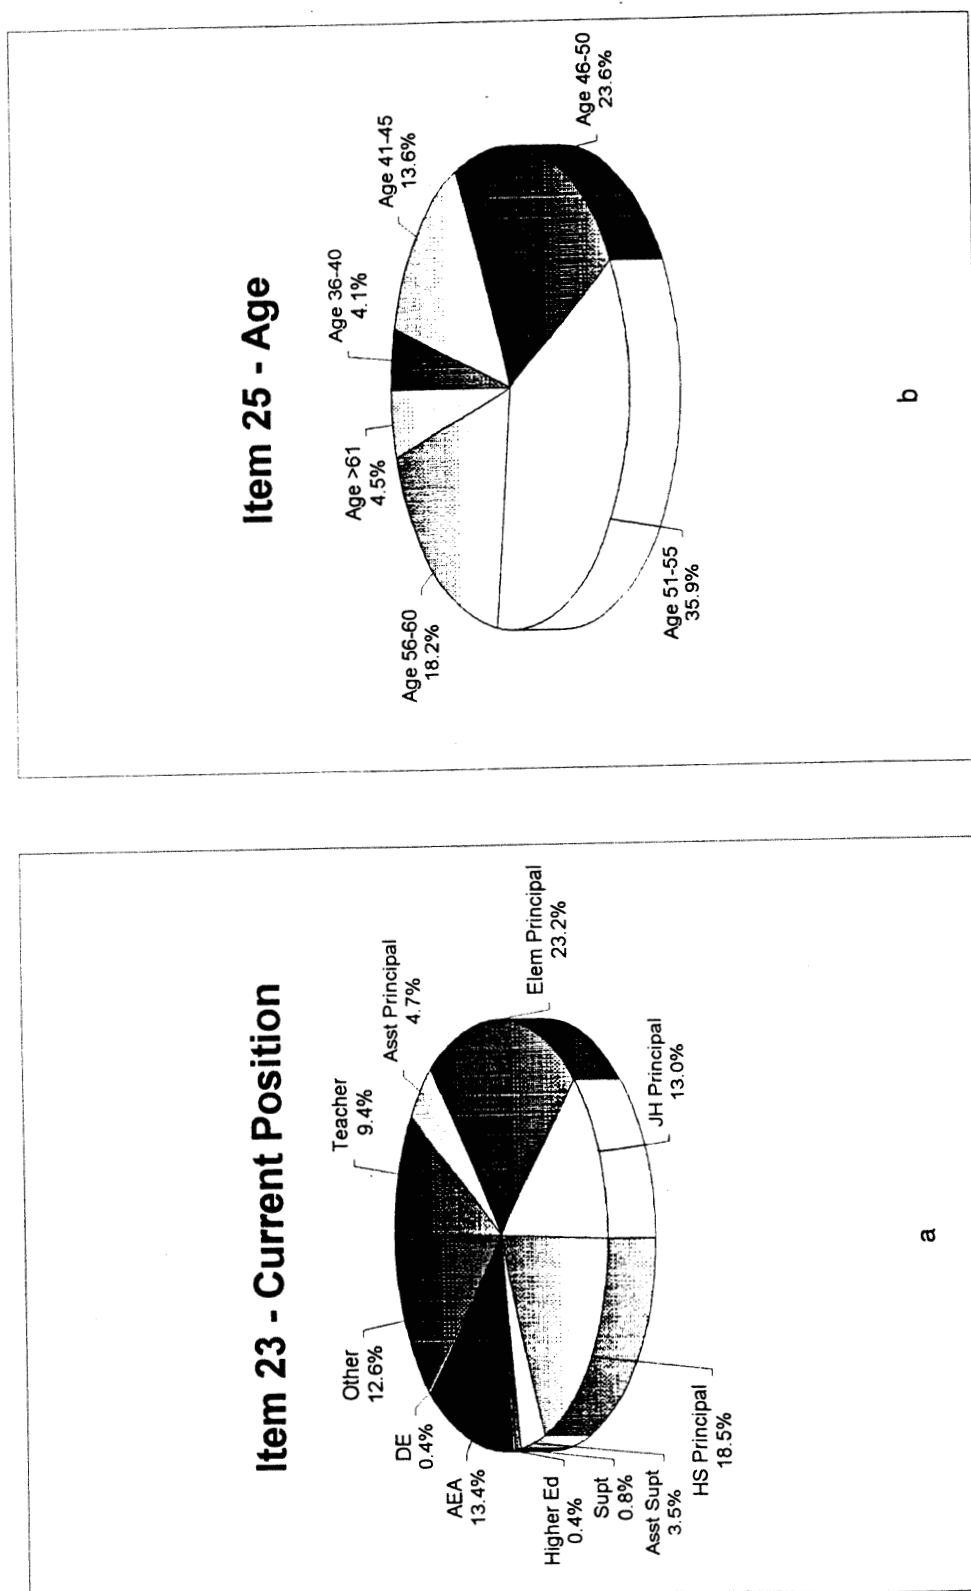 Item 23 - Current Position
Teacher
9.4%
Asst Principal
4.7%
Elem Principal
23.2%
JH Principal
13.0%
HS Principal
18.5%
Asst Supt
3.5%
Supt
0.8%
Higher Ed
0.4%
AEA
13.4%
DE
0.4%
Other
12.6%
a
Item 25 - Age
Age 36-40
4.1%
Age 41-45
13.6%
Age 46-50
23.6%
Age 51-55
35.9%
Age 56-60
18.2%
Age >61
4.5%
b